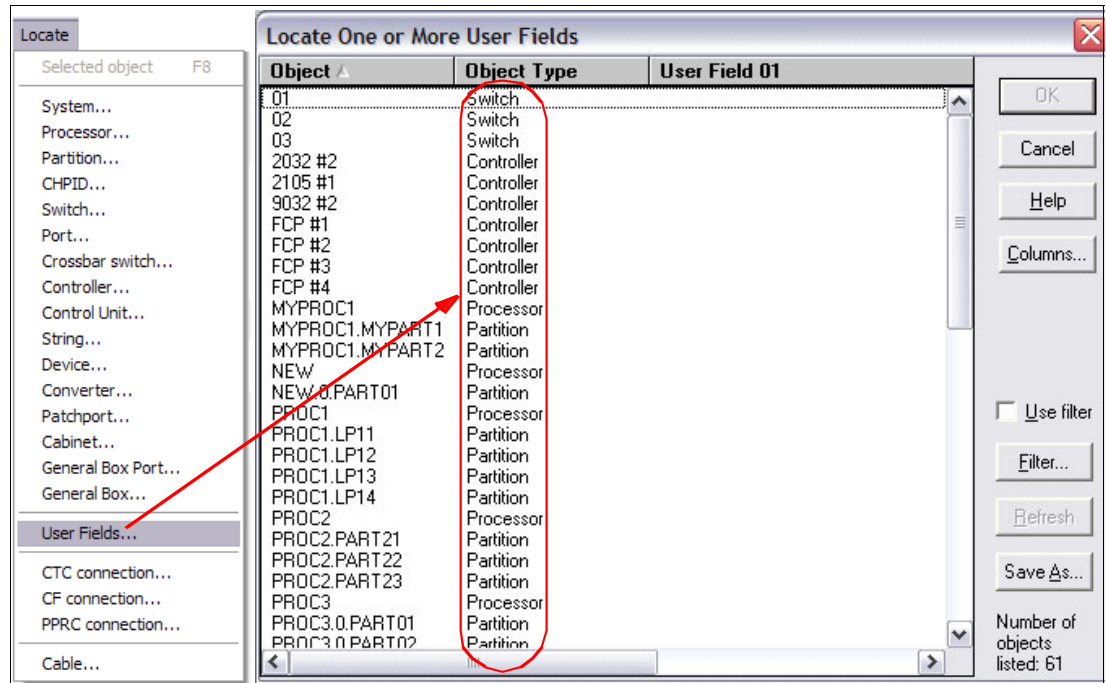 Locate
Selected object F8
System...
Processor...
Partition...
CHPID...
Switch...
Port...
Crossbar switch...
Controller...
Control Unit...
String...
Device...
Converter...
Patchport...
Cabinet...
General Box Port...
General Box...
User Fields...
CTC connection...
CF connection...
PPRC connection...
Cable...
Locate One or More User Fields
Object Object Type User Field 01
01 Switch
02 Switch
03 Switch
2032 #2 Controller
2105 #1 Controller
9032 #2 Controller
FCP #1 Controller
FCP #2 Controller
FCP #3 Controller
FCP #4 Controller
MYPROC1 Processor
MYPROC1.MYPART1 Partition
MYPROC1.MYPART2 Partition
NEW Processor
NEW.0.PART01 Partition
PROC1 Processor
PROC1.LP11 Partition
PROC1.LP12 Partition
PROC1.LP13 Partition
PROC1.LP14 Partition
PROC2 Processor
PROC2.PART21 Partition
PROC2.PART22 Partition
PROC2.PART23 Partition
PROC3 Processor
PROC3.0.PART01 Partition
PROC3.0.PART02 Partition
OK
Cancel
Help
Columns...
Use filter
Filter...
Refresh
Save As...
Number of
objects
listed: 61